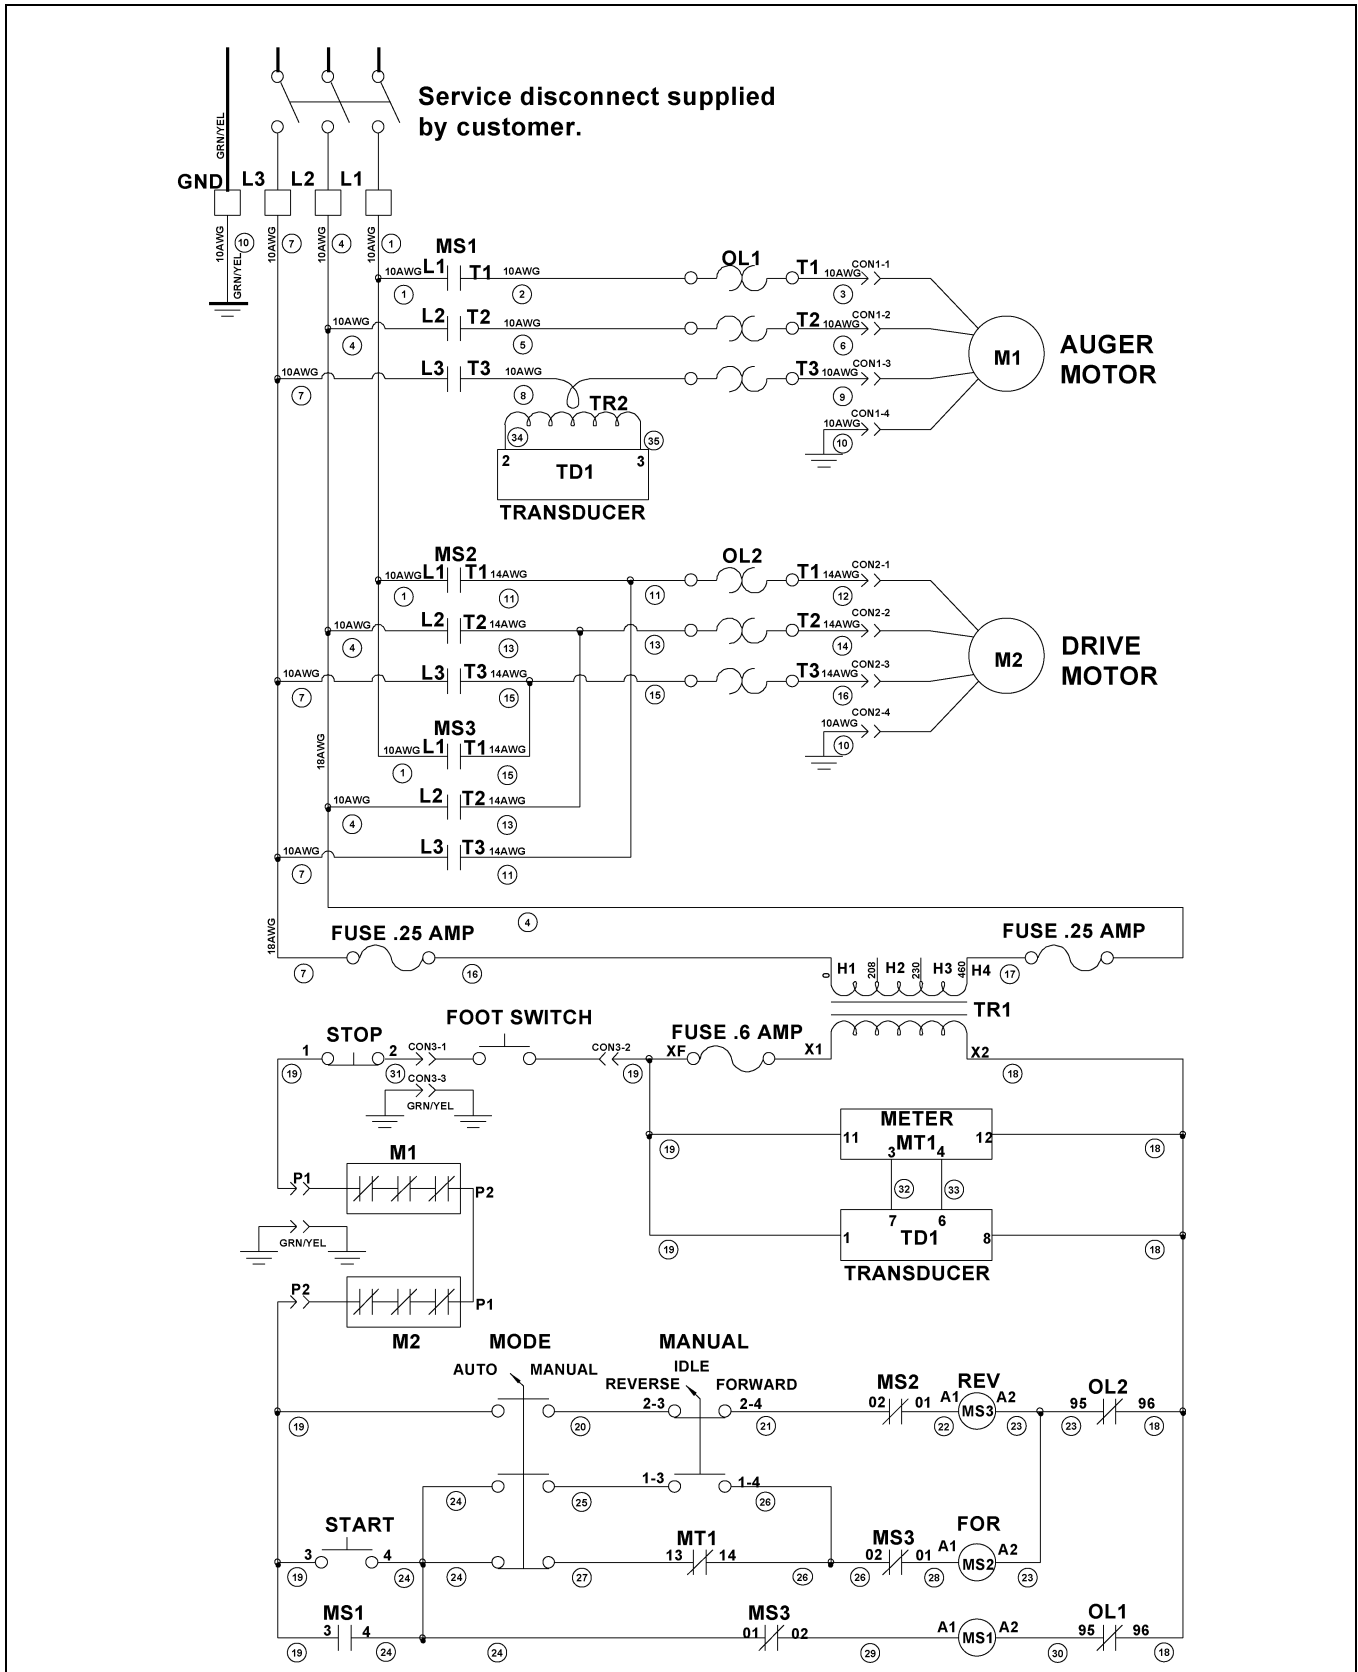 Service disconnect supplied
by customer.
GRN/YEL
GND L3 L2 L1
10AWG 10 10AWG 7 10AWG 4 10AWG 1
GRN/YEL
MS1 OL1
10AWG L1 T1 10AWG T1 10AWG CON1-1
1 2 3
10AWG L2 T2 10AWG T2 10AWG CON1-2
4 5 6
10AWG L3 T3 10AWG T3 10AWG CON1-3
7 8 9
M1 AUGER
MOTOR
TR2
10AWG CON1-4
34 35 10
2 3
TD1
TRANSDUCER
MS2 OL2
10AWG L1 T1 14AWG T1 14AWG CON2-1
1 11 11 12
10AWG L2 T2 14AWG T2 14AWG CON2-2
4 13 13 14
10AWG L3 T3 14AWG T3 14AWG CON2-3
7 15 15 16
M2 DRIVE
MOTOR
10AWG CON2-4
10
MS3
18AWG
10AWG L1 T1 14AWG
1 15
10AWG L2 T2 14AWG
4 13
10AWG L3 T3 14AWG
7 11
4
18AWG
FUSE .25 AMP FUSE .25 AMP
7 16 17
0 H1 208 H2 230 H3 460 H4
TR1
STOP FOOT SWITCH FUSE .6 AMP
1 2 CON3-1 CON3-2 XF X1 X2
19 31 19 18
CON3-3
GRN/YEL
METER
11 MT1 12
3 4
19 18
32 33
7 6
1 TD1 8
19 18
TRANSDUCER
M1
P1 P2
GRN/YEL
P2 P1
M2
MODE MANUAL
AUTO MANUAL REVERSE IDLE FORWARD
2-3 2-4 MS2 REV OL2
02 01 A1 MS3 A2 95 96
19 20 21 22 23 23 18
1-3 1-4
24 25 26
START MT1 MS3 FOR
3 4 13 14 02 01 A1 MS2 A2
19 24 24 27 26 26 28 23
MS1 MS3 OL1
3 4 01 02 A1 MS1 A2 95 96
19 24 24 29 30 18